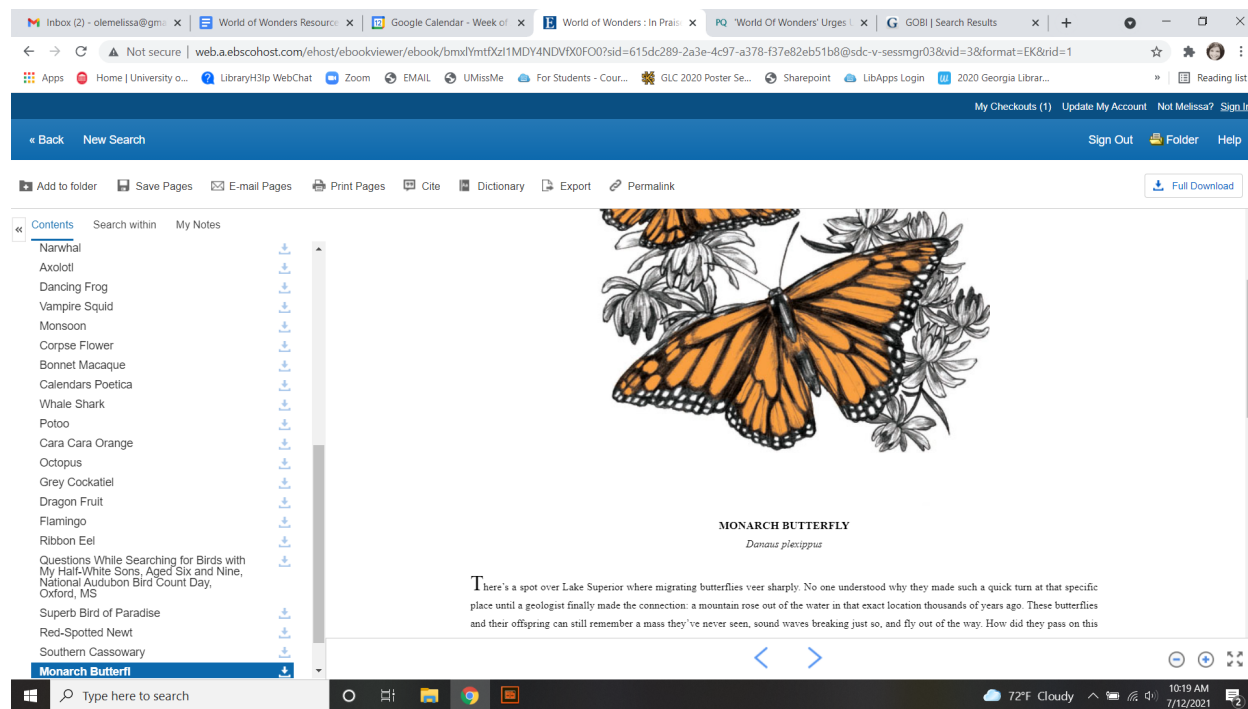 Inbox (2) - olemelissa@gma
World of Wonders Resource
Google Calendar - Week of
World of Wonders : In Prais
'World Of Wonders' Urges
GOBI | Search Results
Not secure | web.a.ebscohost.com/ehost/ebookviewer/ebook/bmxlYmtfXzI1MDY4NDVfX0FO0?sid=615dc289-2a3e-4c97-a378-f37e82eb51b8@sdc-v-sessmgr03&vid=3&format=EK&rid=1
Apps Home | University o... LibraryH3lp WebChat Zoom EMAIL UMissMe For Students - Cour... GLC 2020 Poster Se... Sharepoint LibApps Login 2020 Georgia Librar... » Reading list
My Checkouts (1) Update My Account Not Melissa? Sign In
« Back New Search Sign Out Folder Help
Add to folder Save Pages E-mail Pages Print Pages Cite Dictionary Export Permalink Full Download
« Contents Search within My Notes
Narwhal
Axolotl
Dancing Frog
Vampire Squid
Monsoon
Corpse Flower
Bonnet Macaque
Calendars Poetica
Whale Shark
Potoo
Cara Cara Orange
Octopus
Grey Cockatiel
Dragon Fruit
Flamingo
Ribbon Eel
Questions While Searching for Birds with
My Half-White Sons, Aged Six and Nine,
National Audubon Bird Count Day,
Oxford, MS
Superb Bird of Paradise
Red-Spotted Newt
Southern Cassowary
Monarch Butterfl
MONARCH BUTTERFLY
Danaus plexippus
There's a spot over Lake Superior where migrating butterflies veer sharply. No one understood why they made such a quick turn at that specific
place until a geologist finally made the connection: a mountain rose out of the water in that exact location thousands of years ago. These butterflies
and their offspring can still remember a mass they've never seen, sound waves breaking just so, and fly out of the way. How did they pass on this
Type here to search
72°F Cloudy
10:19 AM
7/12/2021
2